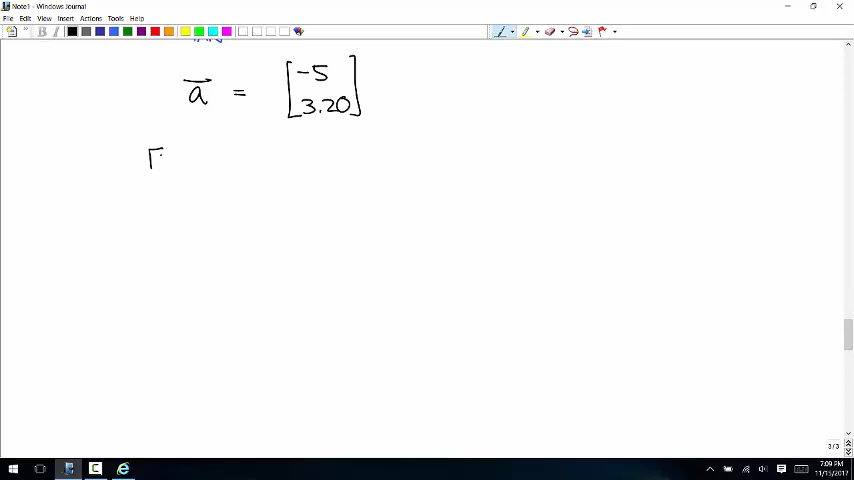 Note1 - Windows Journal
File Edit View Insert Actions Tools Help
B I
a = [-5
3.20]
3/3
7:09 PM
11/15/2017